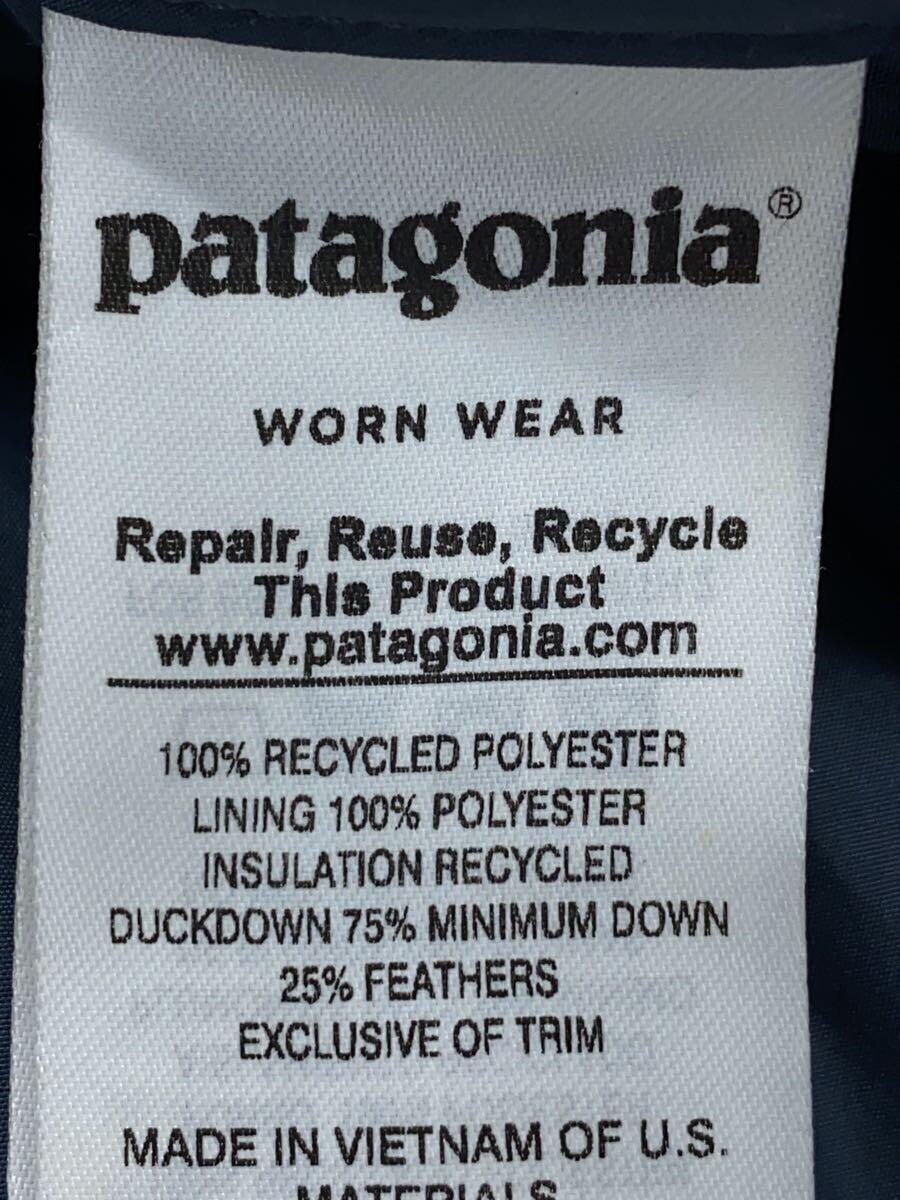 patagonia®
WORN WEAR
Repair, Reuse, Recycle
This Product
www.patagonia.com
100% RECYCLED POLYESTER
LINING 100% POLYESTER
INSULATION RECYCLED
DUCKDOWN 75% MINIMUM DOWN
25% FEATHERS
EXCLUSIVE OF TRIM
MADE IN VIETNAM OF U.S.
MATERIALS